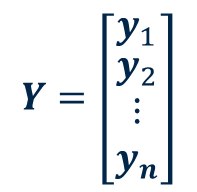 Y = [ y₁
y₂
⋮
yₙ ]